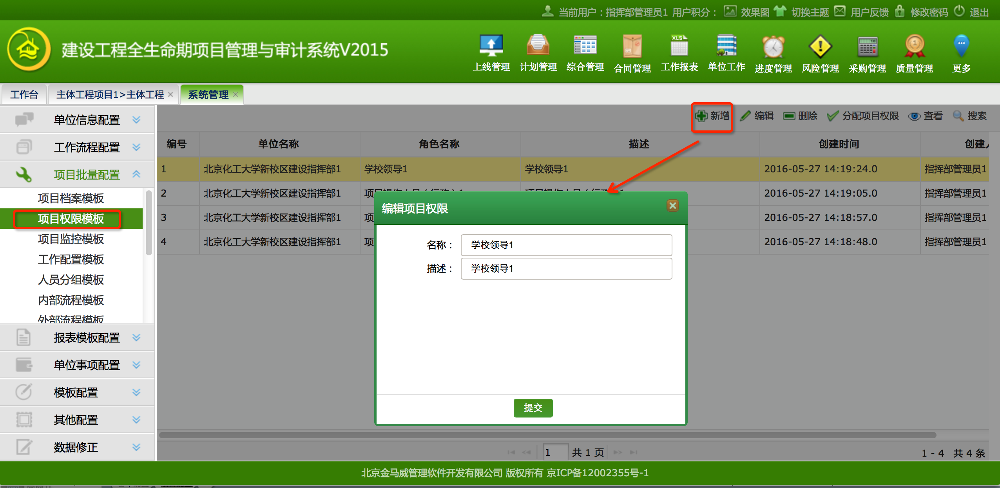 当前用户：指挥部管理员1 用户积分： 效果图 切换主题 用户反馈 修改密码 退出
建设工程全生命期项目管理与审计系统V2015
上线管理 计划管理 综合管理 合同管理 工作报表 单位工作 进度管理 风险管理 采购管理 质量管理 更多
XLS
工作台 主体工程项目1>主体工程 系统管理
单位信息配置
工作流程配置
项目批量配置
项目档案模板
项目权限模板
项目监控模板
工作配置模板
人员分组模板
内部流程模板
外部流程模板
报表模板配置
单位事项配置
模板配置
其他配置
数据修正
新增 编辑 删除 分配项目权限 查看 搜索
编号 单位名称 角色名称 描述 创建时间 创建人
1 北京化工大学新校区建设指挥部1 学校领导1 学校领导1 2016-05-27 14:19:24.0 指挥部管理员1
2 北京化工大学新校区建设指挥部1 项目操作人员（行政）1 项目操作人员（行政）1 2016-05-27 14:19:05.0 指挥部管理员1
3 北京化工大学新校区建设指挥部1 项 2016-05-27 14:18:57.0 指挥部管理员1
4 北京化工大学新校区建设指挥部1 项 2016-05-27 14:18:48.0 指挥部管理员1
编辑项目权限
名称： 学校领导1
描述： 学校领导1
提交
1 共 1 页
1 - 4 共 4 条
北京金马威管理软件开发有限公司 版权所有 京ICP备12002355号-1